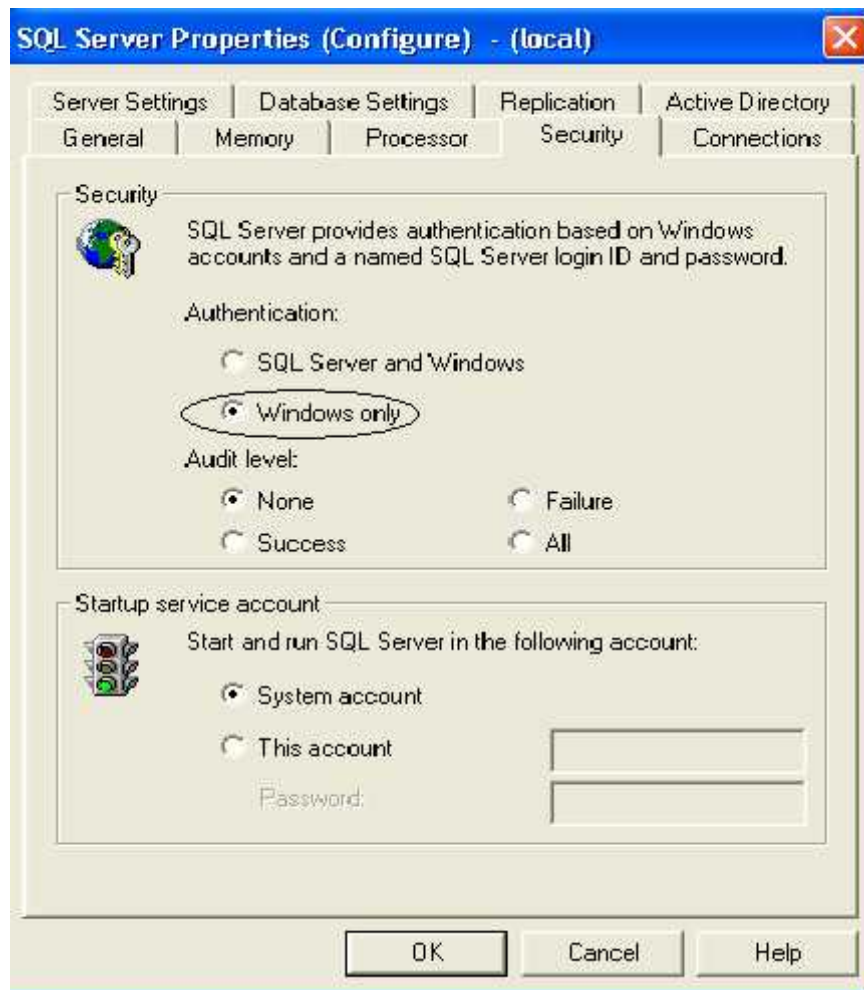 SQL Server Properties (Configure) - (local)
Server Settings Database Settings Replication Active Directory
General Memory Processor Security Connections
Security
SQL Server provides authentication based on Windows
accounts and a named SQL Server login ID and password.
Authentication:
SQL Server and Windows
Windows only
Audit level:
None Failure
Success All
Startup service account
Start and run SQL Server in the following account:
System account
This account
Password:
OK Cancel Help